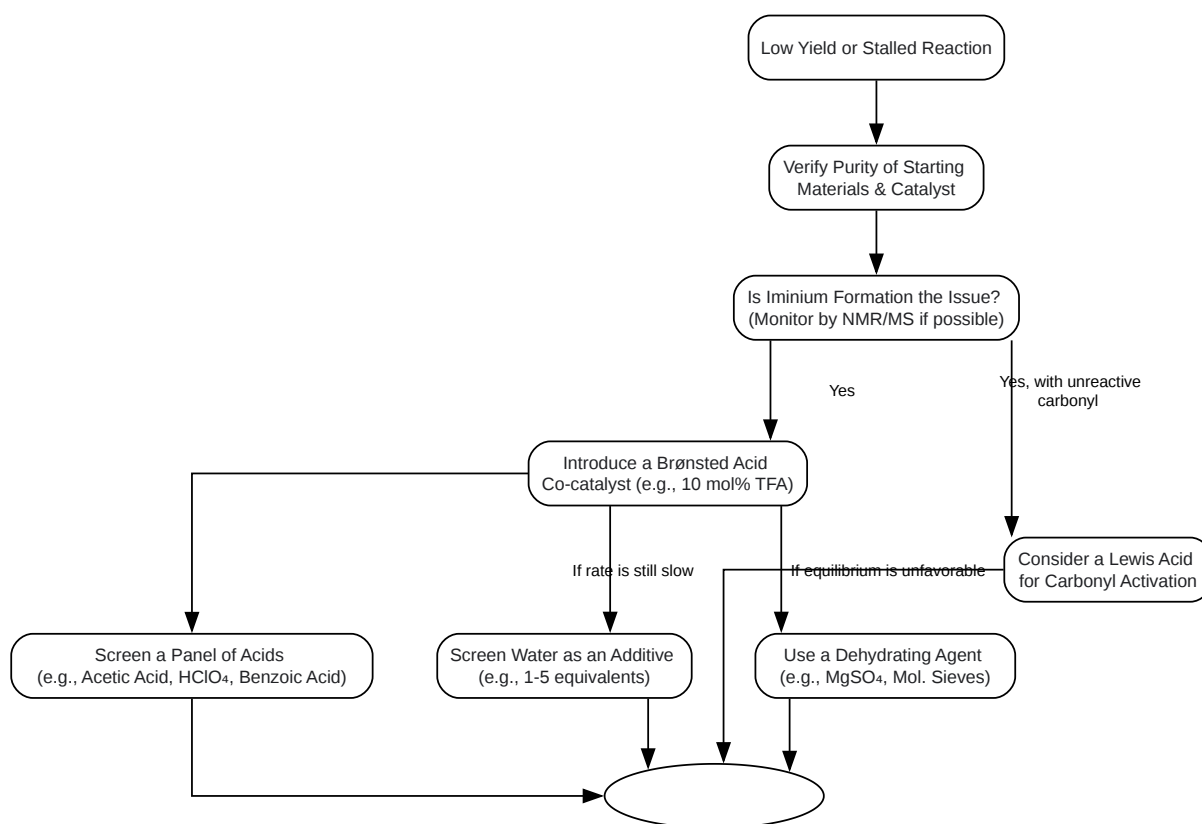 Low Yield or Stalled Reaction
Verify Purity of Starting
Materials & Catalyst
Is Iminium Formation the Issue?
(Monitor by NMR/MS if possible)
Yes
Yes, with unreactive
carbonyl
Introduce a Brønsted Acid
Co-catalyst (e.g., 10 mol% TFA)
If rate is still slow
If equilibrium is unfavorable
Consider a Lewis Acid
for Carbonyl Activation
Screen a Panel of Acids
(e.g., Acetic Acid, HClO₄, Benzoic Acid)
Screen Water as an Additive
(e.g., 1-5 equivalents)
Use a Dehydrating Agent
(e.g., MgSO₄, Mol. Sieves)